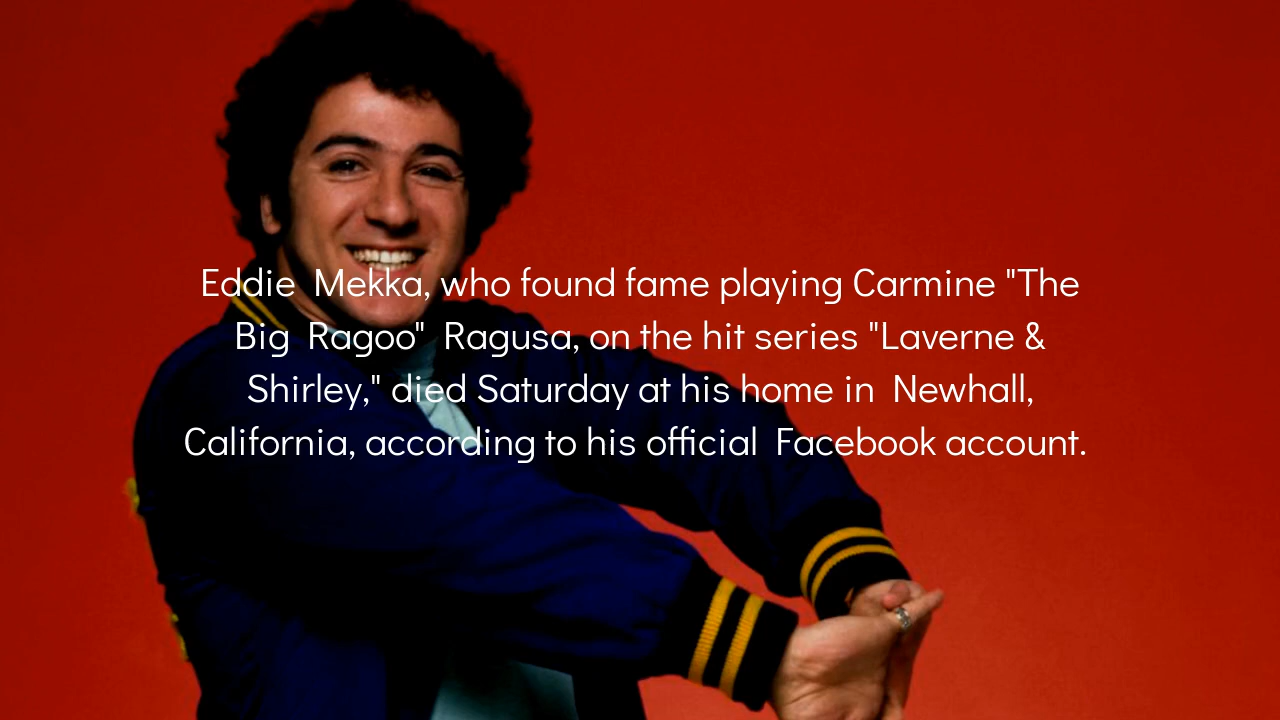 Eddie Mekka, who found fame playing Carmine "The
Big Ragoo" Ragusa, on the hit series "Laverne &
Shirley," died Saturday at his home in Newhall,
California, according to his official Facebook account.